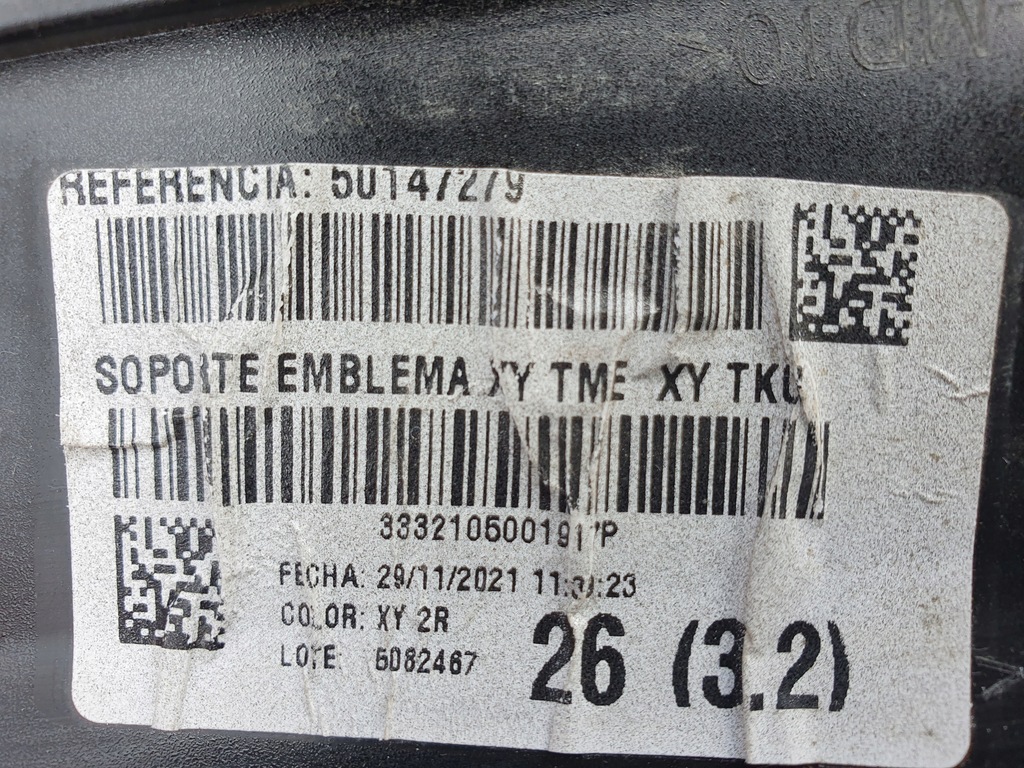 REFERENCIA: 50147279
SOPORTE EMBLEMA XY TME XY TKU
FECHA: 29/11/2021
COLOR: XY 2R
LOTE: 6082467
26 (3.2)